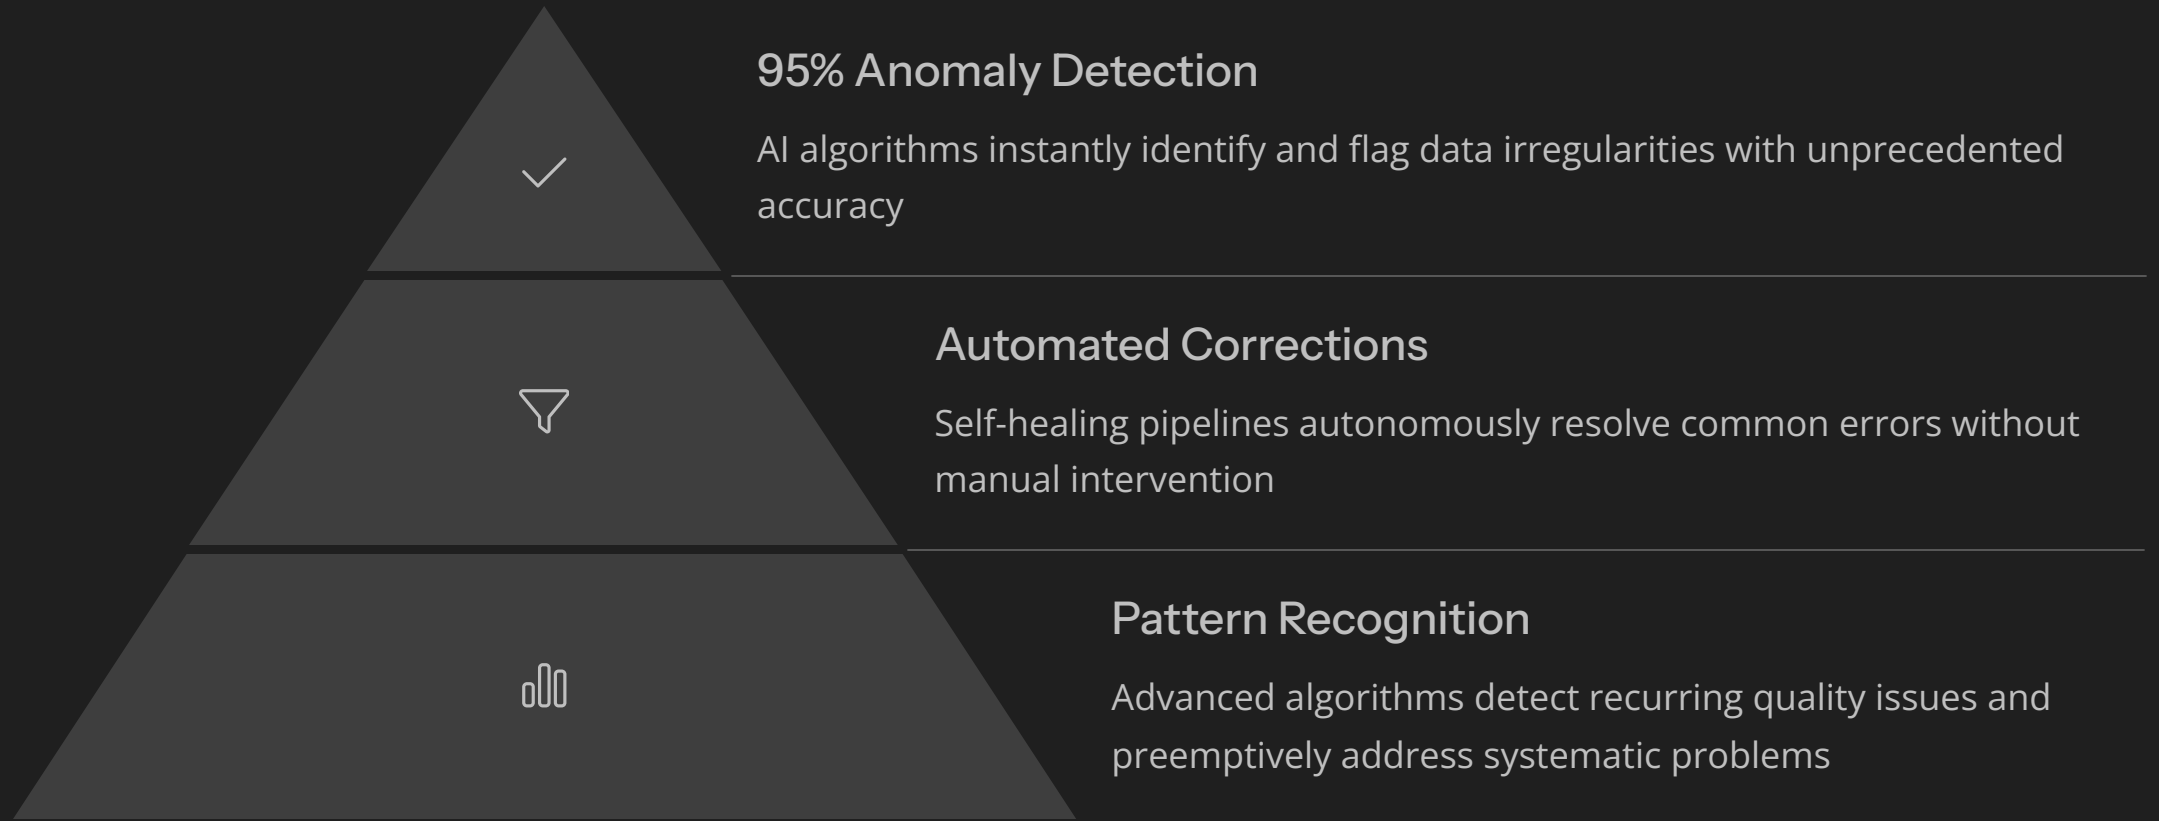 95% Anomaly Detection
AI algorithms instantly identify and flag data irregularities with unprecedented
accuracy
Automated Corrections
Self-healing pipelines autonomously resolve common errors without
manual intervention
Pattern Recognition
Advanced algorithms detect recurring quality issues and
preemptively address systematic problems